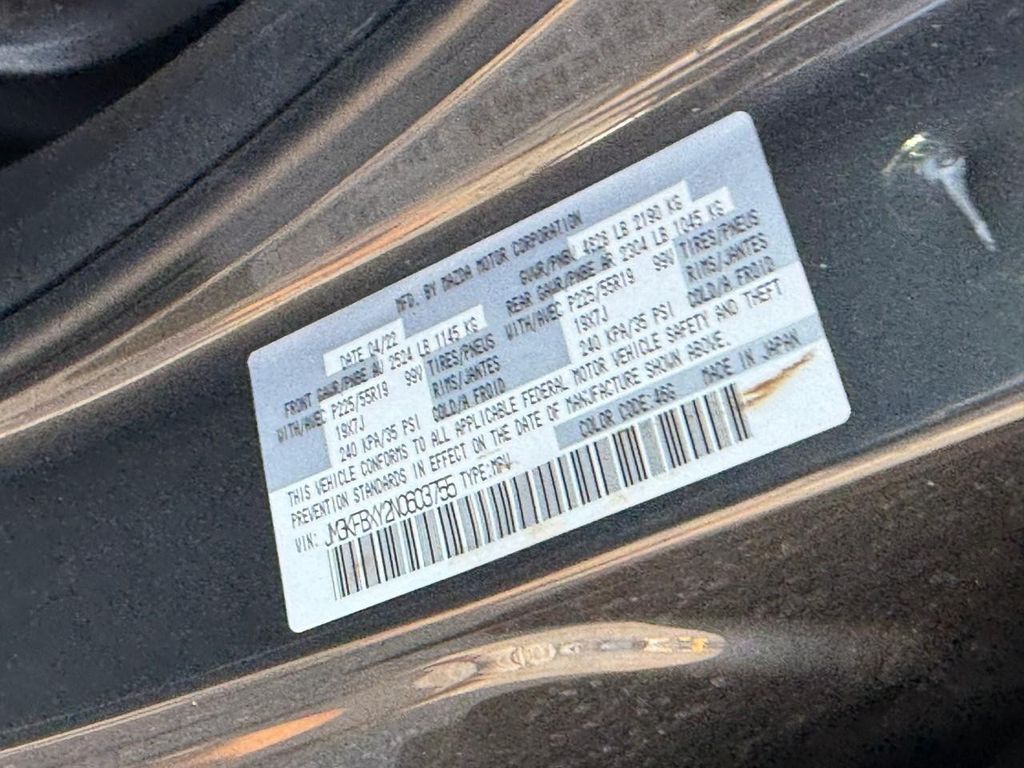 MFD. BY MAZDA MOTOR CORPORATION
DATE 04/22 GVWR/PNBV 4828 LB 2190 KG
FRONT GAWR/PNBE AV 2524 LB 1145 KG REAR GAWR/PNBE AR 2304 LB 1045 KG
WITH/AVEC P225/55R19 99V TIRES/PNEUS WITH/AVEC P225/55R19 99V TIRES/PNEUS
19X7J RIMS/JANTES 19X7J RIMS/JANTES
240 KPA/35 PSI COLD/A FROID 240 KPA/35 PSI COLD/A FROID
THIS VEHICLE CONFORMS TO ALL APPLICABLE FEDERAL MOTOR VEHICLE SAFETY AND THEFT
PREVENTION STANDARDS IN EFFECT ON THE DATE OF MANUFACTURE SHOWN ABOVE.
VIN: TYPE:MPV COLOR CODE:46G MADE IN JAPAN